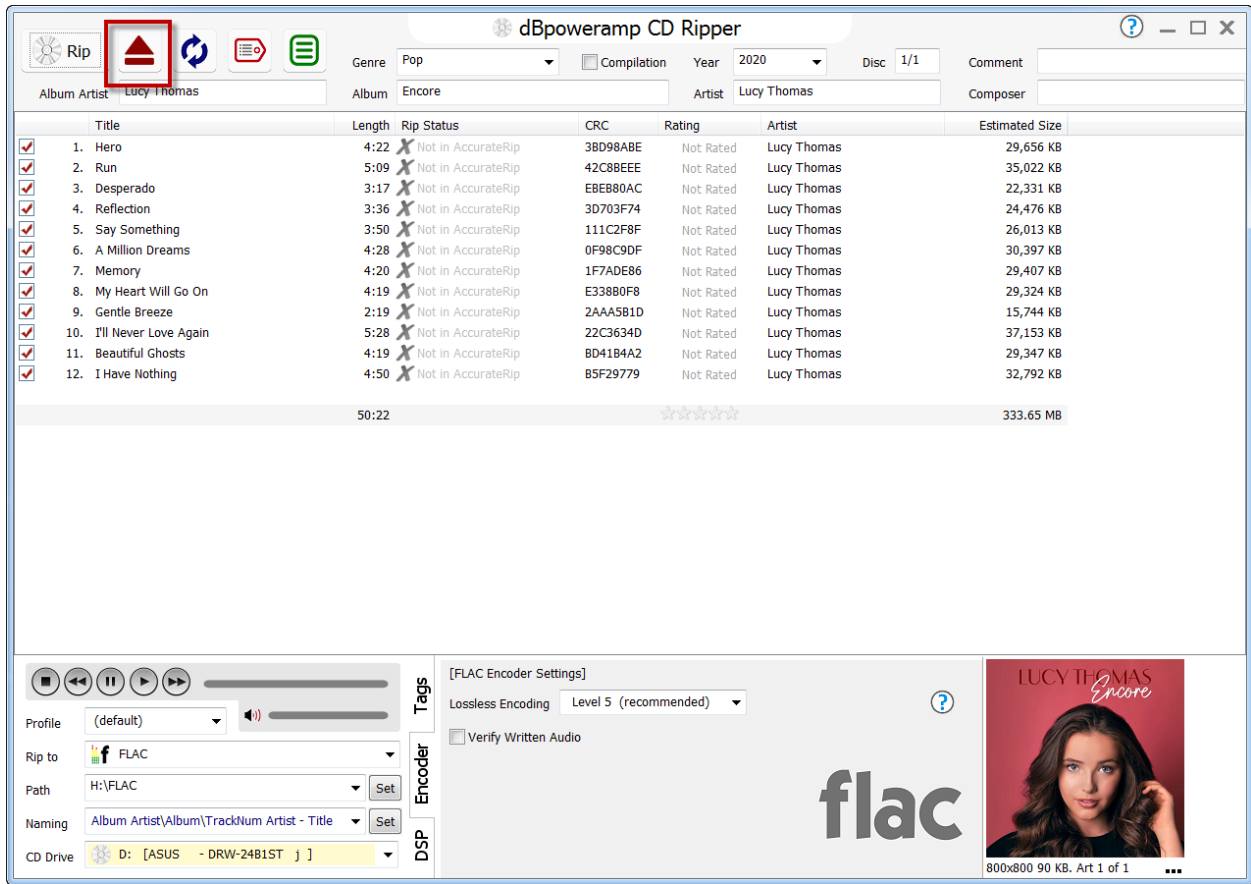 dBpoweramp CD Ripper
Rip
Genre Pop Compilation Year 2020 Disc 1/1 Comment
Album Artist Lucy Thomas Album Encore Artist Lucy Thomas Composer
Title Length Rip Status CRC Rating Artist Estimated Size
1. Hero 4:22 Not in AccurateRip 3BD98ABE Not Rated Lucy Thomas 29,656 KB
2. Run 5:09 Not in AccurateRip 42C8BEEE Not Rated Lucy Thomas 35,022 KB
3. Desperado 3:17 Not in AccurateRip EBEB80AC Not Rated Lucy Thomas 22,331 KB
4. Reflection 3:36 Not in AccurateRip 3D703F74 Not Rated Lucy Thomas 24,476 KB
5. Say Something 3:50 Not in AccurateRip 111C2F8F Not Rated Lucy Thomas 26,013 KB
6. A Million Dreams 4:28 Not in AccurateRip 0F98C9DF Not Rated Lucy Thomas 30,397 KB
7. Memory 4:20 Not in AccurateRip 1F7ADE86 Not Rated Lucy Thomas 29,407 KB
8. My Heart Will Go On 4:19 Not in AccurateRip E338B0F8 Not Rated Lucy Thomas 29,324 KB
9. Gentle Breeze 2:19 Not in AccurateRip 2AAA5B1D Not Rated Lucy Thomas 15,744 KB
10. I'll Never Love Again 5:28 Not in AccurateRip 22C3634D Not Rated Lucy Thomas 37,153 KB
11. Beautiful Ghosts 4:19 Not in AccurateRip BD41B4A2 Not Rated Lucy Thomas 29,347 KB
12. I Have Nothing 4:50 Not in AccurateRip B5F29779 Not Rated Lucy Thomas 32,792 KB
50:22 333.65 MB
Profile (default)
Rip to FLAC
Path H:\FLAC Set
Naming Album Artist\Album\TrackNum Artist - Title Set
CD Drive D: [ASUS - DRW-24B1ST j ]
Tags
Encoder
DSP
[FLAC Encoder Settings]
Lossless Encoding Level 5 (recommended)
Verify Written Audio
flac
LUCY THOMAS
Encore
800x800 90 KB. Art 1 of 1